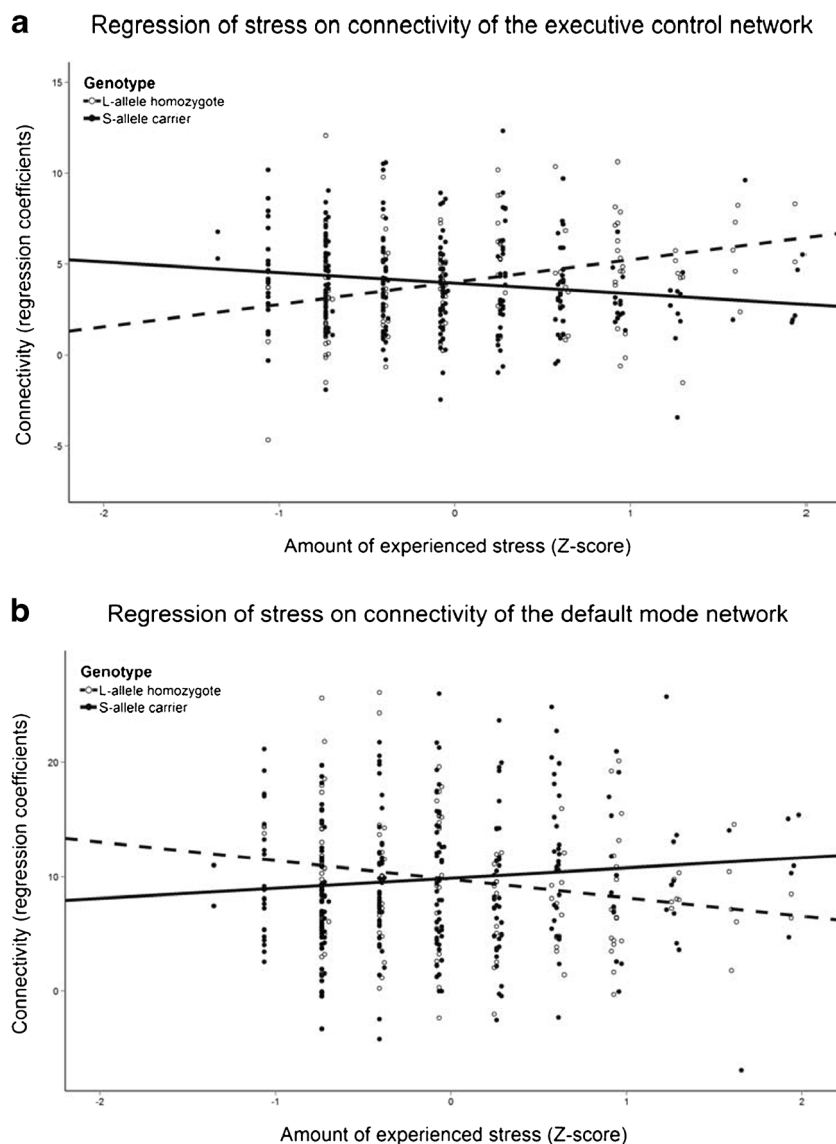 a
Regression of stress on connectivity of the executive control network
Genotype
L-allele homozygote
S-allele carrier
Connectivity (regression coefficients)
15
10
5
0
-5
-2
-1
0
1
2
Amount of experienced stress (Z-score)
b
Regression of stress on connectivity of the default mode network
Genotype
L-allele homozygote
S-allele carrier
Connectivity (regression coefficients)
20
10
0
-2
-1
0
1
2
Amount of experienced stress (Z-score)